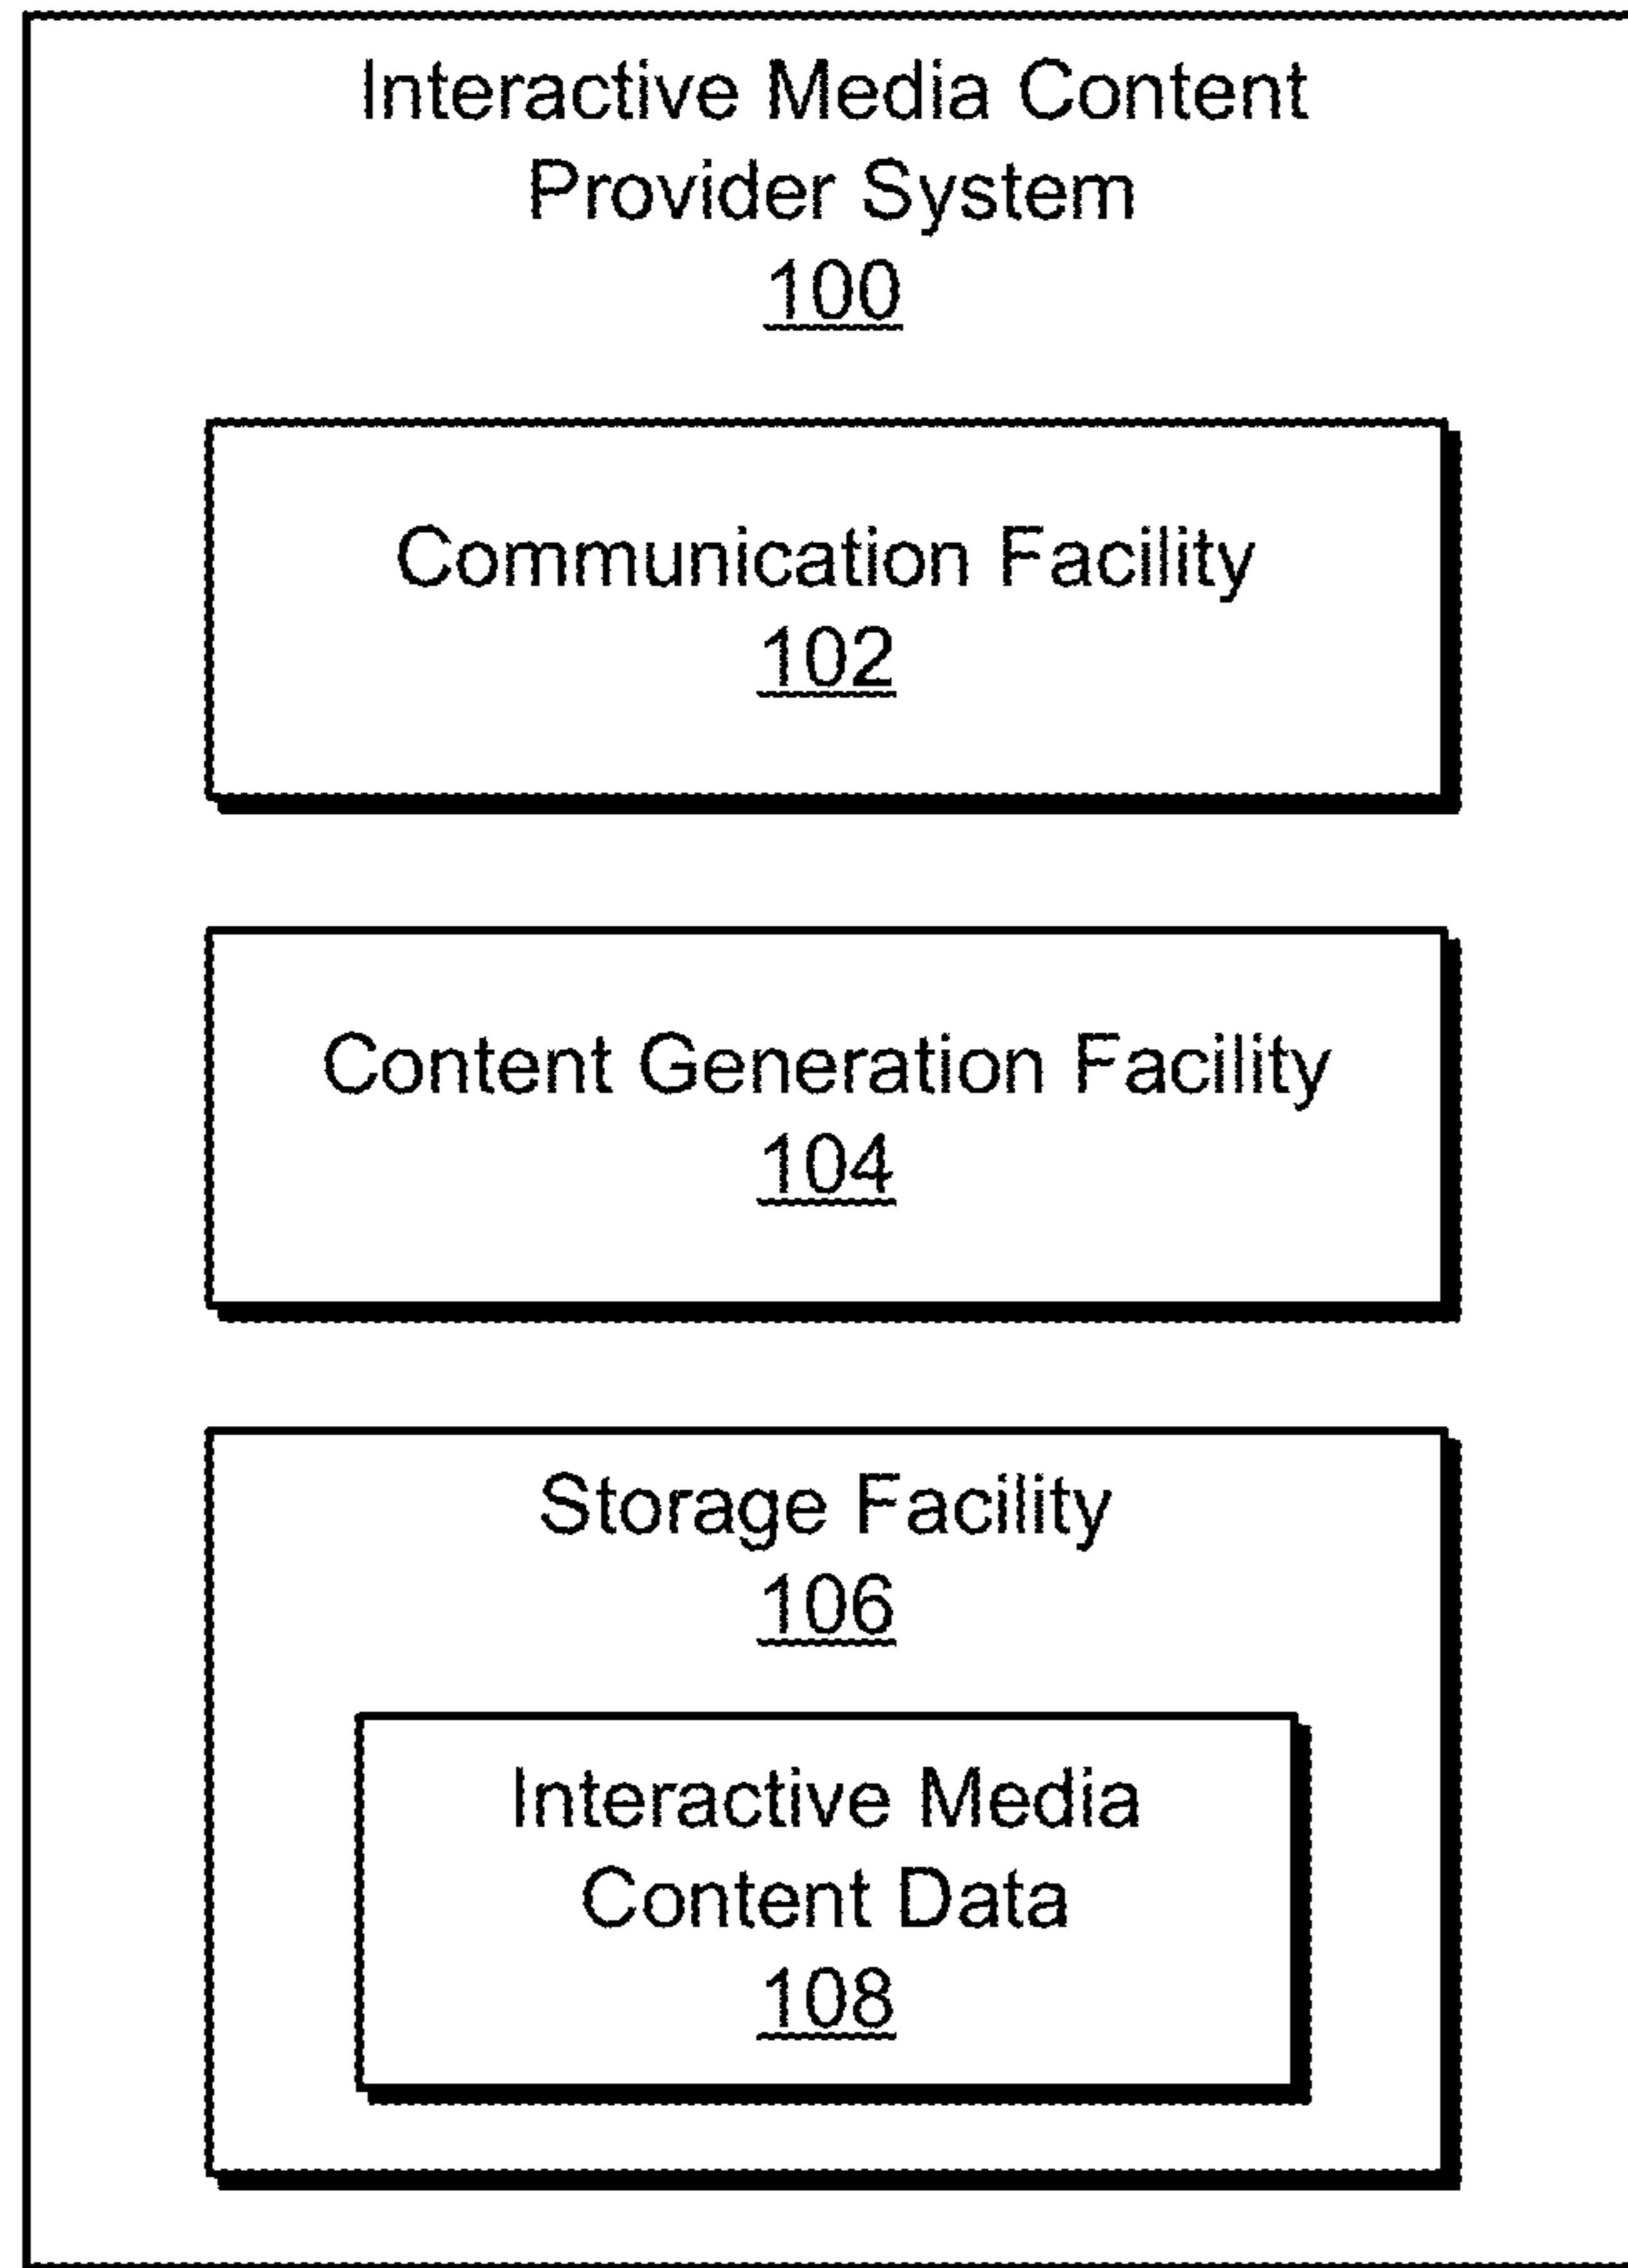 Interactive Media Content
Provider System
100
Communication Facility
102
Content Generation Facility
104
Storage Facility
106
Interactive Media
Content Data
108